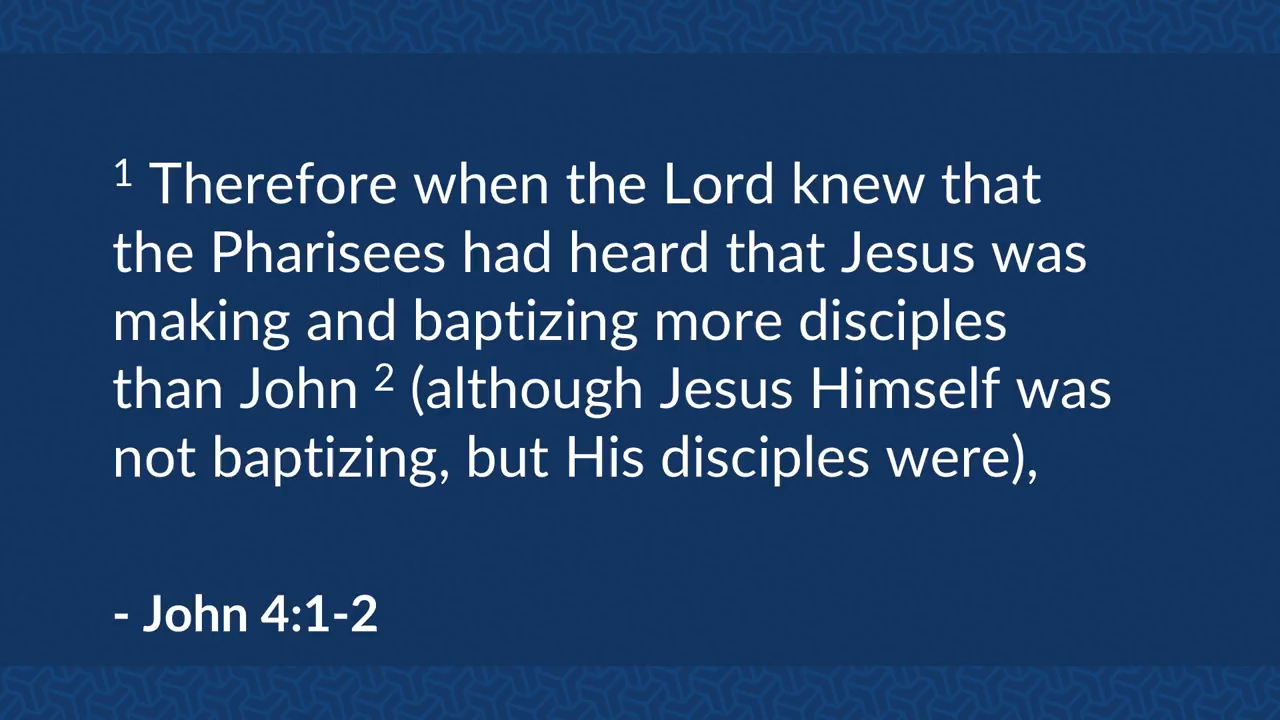 1 Therefore when the Lord knew that
the Pharisees had heard that Jesus was
making and baptizing more disciples
than John 2 (although Jesus Himself was
not baptizing, but His disciples were),
- John 4:1-2